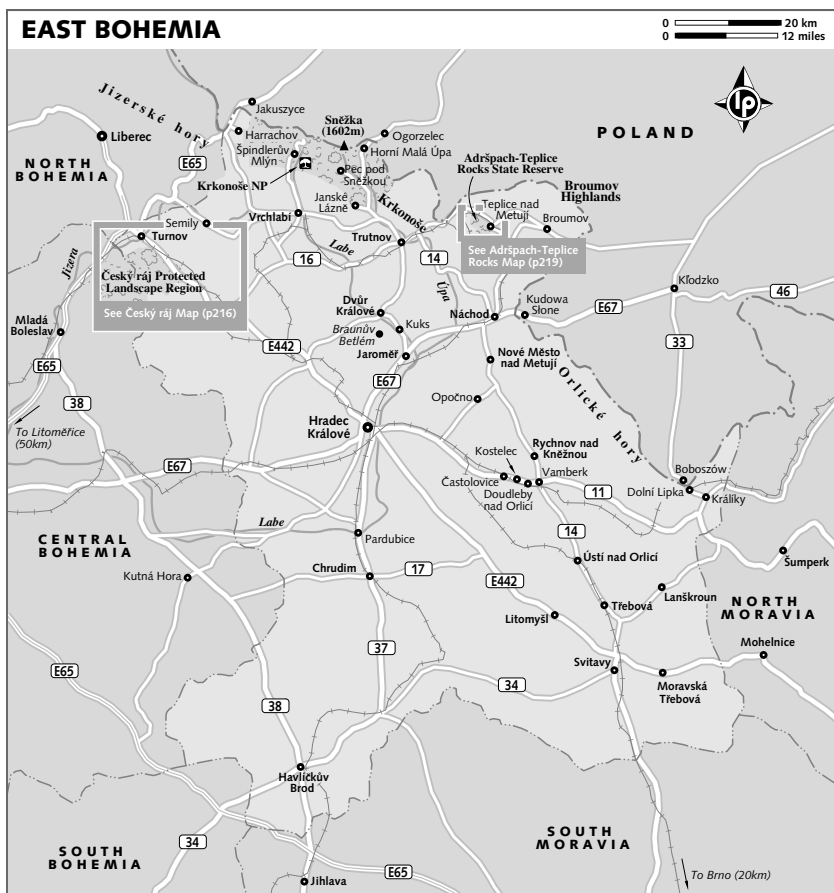 EAST BOHEMIA
0 20 km
0 12 miles
lp
Jizerské hory
Jakuszyce
Sněžka
(1602m)
Ogorzelec
POLAND
Liberec
Harrachov
Horní Malá Úpa
Špindlerův
Mlýn
NORTH
BOHEMIA
E65
Krkonoše NP
Pec pod
Sněžkou
Adršpach-Teplice
Rocks State Reserve
Broumov
Highlands
Janské
Lázně
Krkonoše
Teplice nad
Metují
Broumov
Semily
Vrchlabí
Turnov
Labe
Trutnov
See Adršpach-Teplice
Rocks Map (p219)
16
14
Jizera
Český ráj Protected
Landscape Region
See Český ráj Map (p216)
Úpa
Kłodzko
46
Mladá
Boleslav
Dvůr
Králové
Kuks
Braunův
Betlém
Náchod
Kudowa
Słone
E67
33
E442
Jaroměř
Nové Město
nad Metují
E65
E67
38
Opočno
Orlické hory
To Litoměřice
(50km)
Hradec
Králové
Rychnov nad
Kněžnou
Kostelec
Vamberk
Boboszów
E67
Častolovice
Doudleby
nad Orlicí
11
Dolní Lipka
Králíky
Labe
14
CENTRAL
BOHEMIA
Pardubice
Kutná Hora
Chrudim
17
Ústí nad Orlicí
Šumperk
E442
Lanškroun
Litomyšl
Třebová
NORTH
MORAVIA
37
Mohelnice
E65
Svitavy
34
Moravská
Třebová
38
Havlíčkův
Brod
34
SOUTH
BOHEMIA
SOUTH
MORAVIA
E65
Jihlava
To Brno (20km)